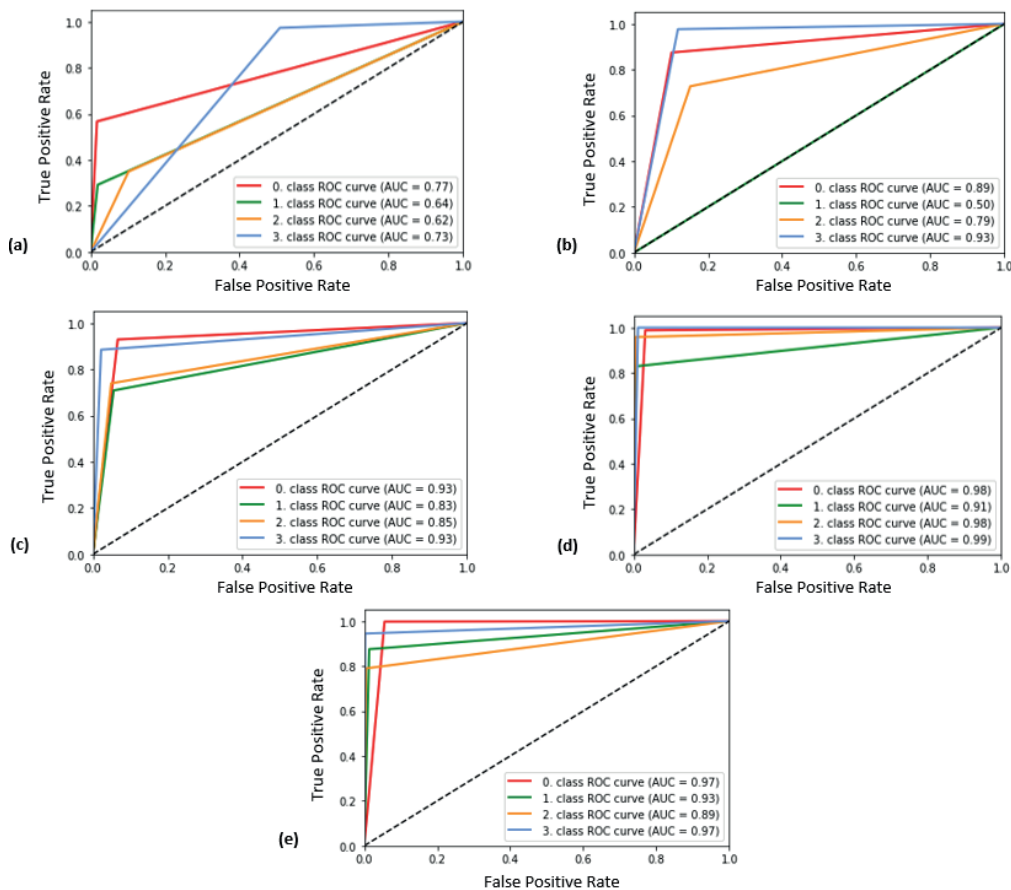 1.0
0.8
0.6
0.4
0.2
0.0
True Positive Rate
0. class ROC curve (AUC = 0.77)
1. class ROC curve (AUC = 0.64)
2. class ROC curve (AUC = 0.62)
3. class ROC curve (AUC = 0.73)
0.0 0.2 0.4 0.6 0.8 1.0
False Positive Rate
(a)
1.0
0.8
0.6
0.4
0.2
0.0
True Positive Rate
0. class ROC curve (AUC = 0.89)
1. class ROC curve (AUC = 0.50)
2. class ROC curve (AUC = 0.79)
3. class ROC curve (AUC = 0.93)
0.0 0.2 0.4 0.6 0.8 1.0
False Positive Rate
(b)
1.0
0.8
0.6
0.4
0.2
0.0
True Positive Rate
0. class ROC curve (AUC = 0.93)
1. class ROC curve (AUC = 0.83)
2. class ROC curve (AUC = 0.85)
3. class ROC curve (AUC = 0.93)
0.0 0.2 0.4 0.6 0.8 1.0
False Positive Rate
(c)
1.0
0.8
0.6
0.4
0.2
0.0
True Positive Rate
0. class ROC curve (AUC = 0.98)
1. class ROC curve (AUC = 0.91)
2. class ROC curve (AUC = 0.98)
3. class ROC curve (AUC = 0.99)
0.0 0.2 0.4 0.6 0.8 1.0
False Positive Rate
(d)
1.0
0.8
0.6
0.4
0.2
0.0
True Positive Rate
0. class ROC curve (AUC = 0.97)
1. class ROC curve (AUC = 0.93)
2. class ROC curve (AUC = 0.89)
3. class ROC curve (AUC = 0.97)
0.0 0.2 0.4 0.6 0.8 1.0
False Positive Rate
(e)